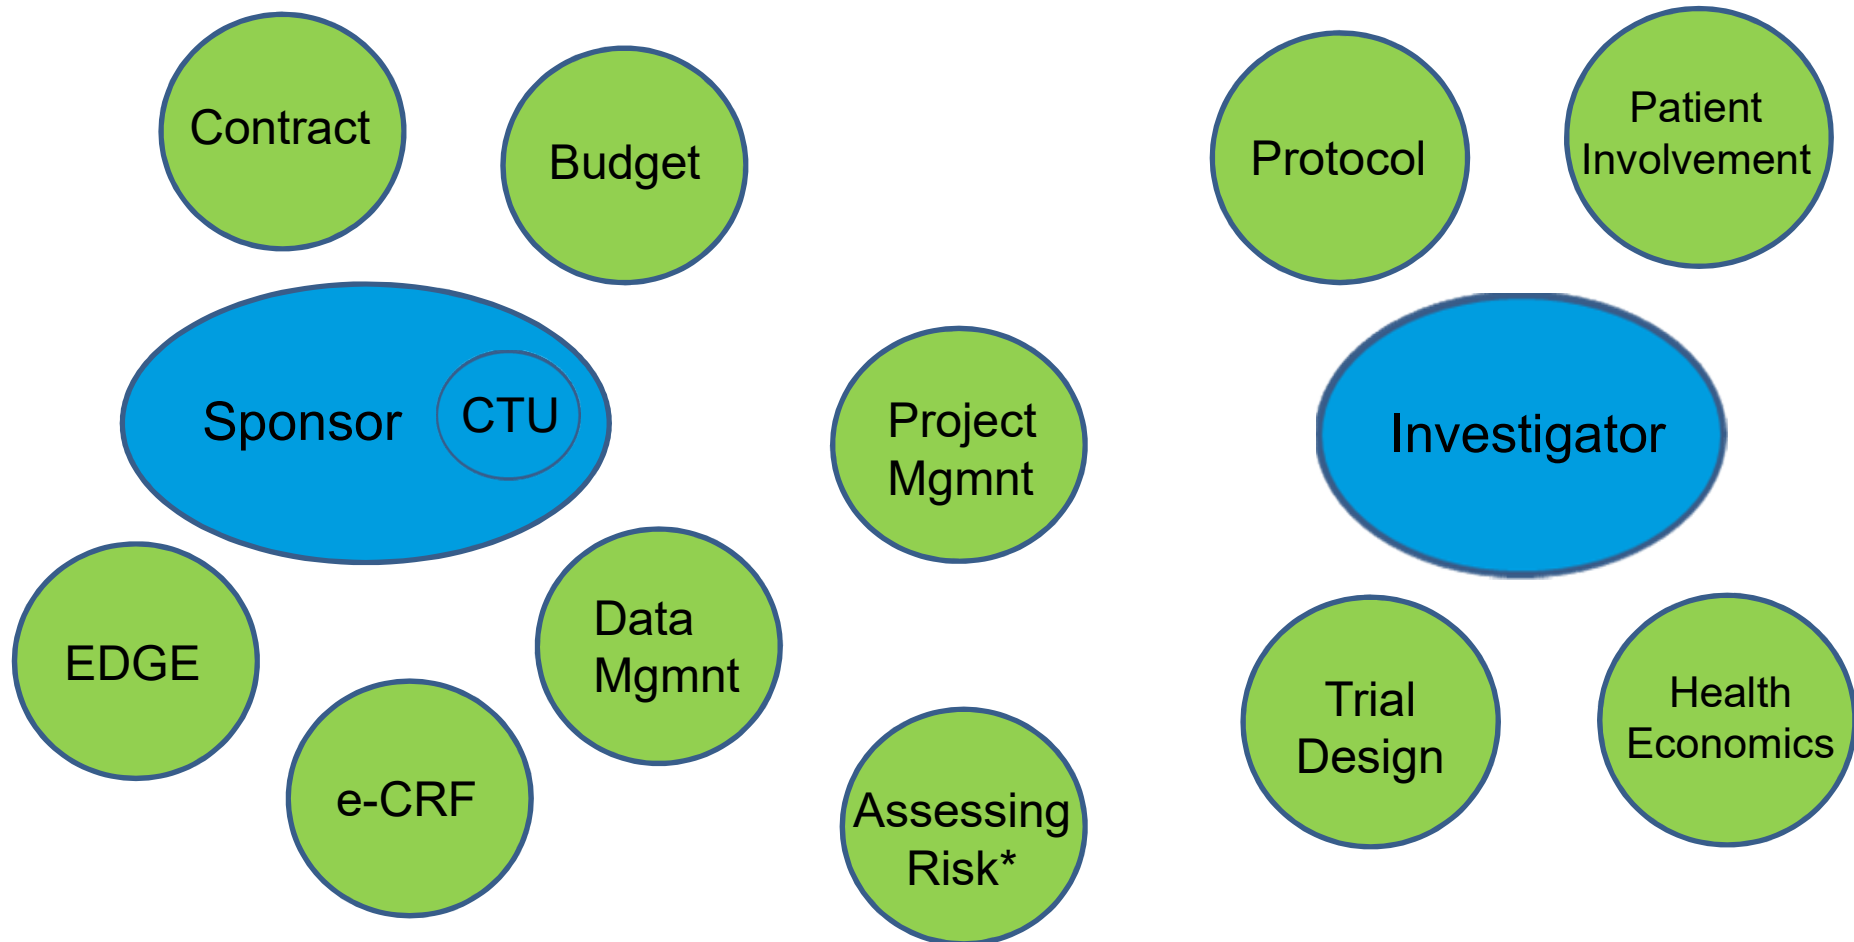 Contract
Budget
Protocol
Patient
Involvement
Sponsor
CTU
Project
Mgmnt
Investigator
EDGE
Data
Mgmnt
e-CRF
Assessing
Risk*
Trial
Design
Health
Economics